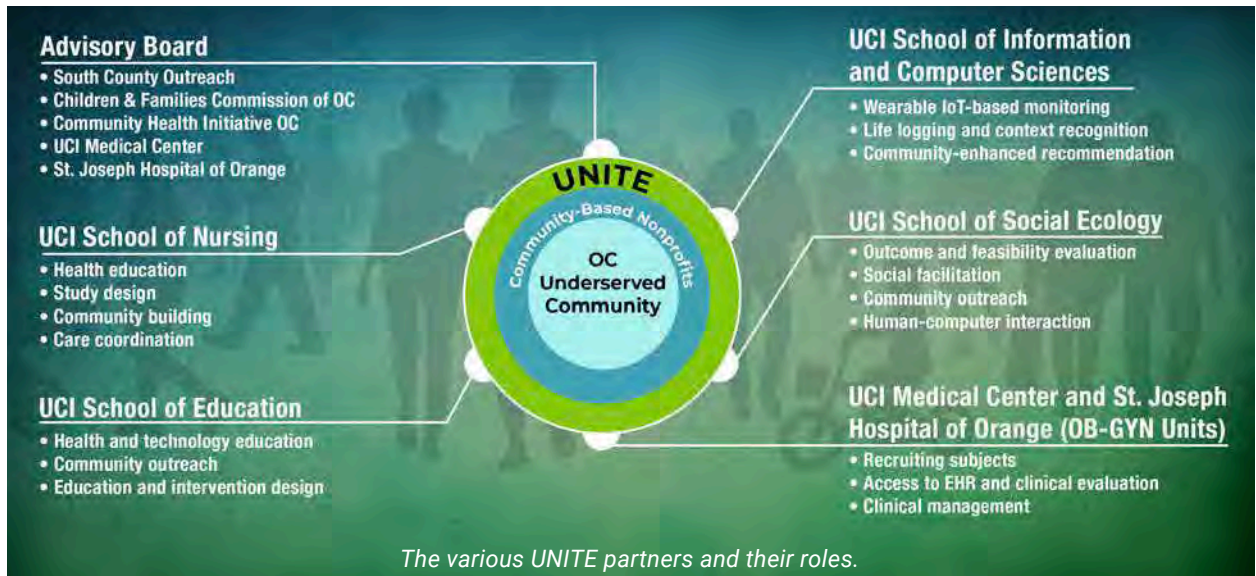 Advisory Board
• South County Outreach
• Children & Families Commission of OC
• Community Health Initiative OC
• UCI Medical Center
• St. Joseph Hospital of Orange
UCI School of Nursing
• Health education
• Study design
• Community building
• Care coordination
UCI School of Education
• Health and technology education
• Community outreach
• Education and intervention design
UNITE
Community-Based Nonprofits
OC
Underserved
Community
UCI School of Information
and Computer Sciences
• Wearable IoT-based monitoring
• Life logging and context recognition
• Community-enhanced recommendation
UCI School of Social Ecology
• Outcome and feasibility evaluation
• Social facilitation
• Community outreach
• Human-computer interaction
UCI Medical Center and St. Joseph
Hospital of Orange (OB-GYN Units)
• Recruiting subjects
• Access to EHR and clinical evaluation
• Clinical management
The various UNITE partners and their roles.